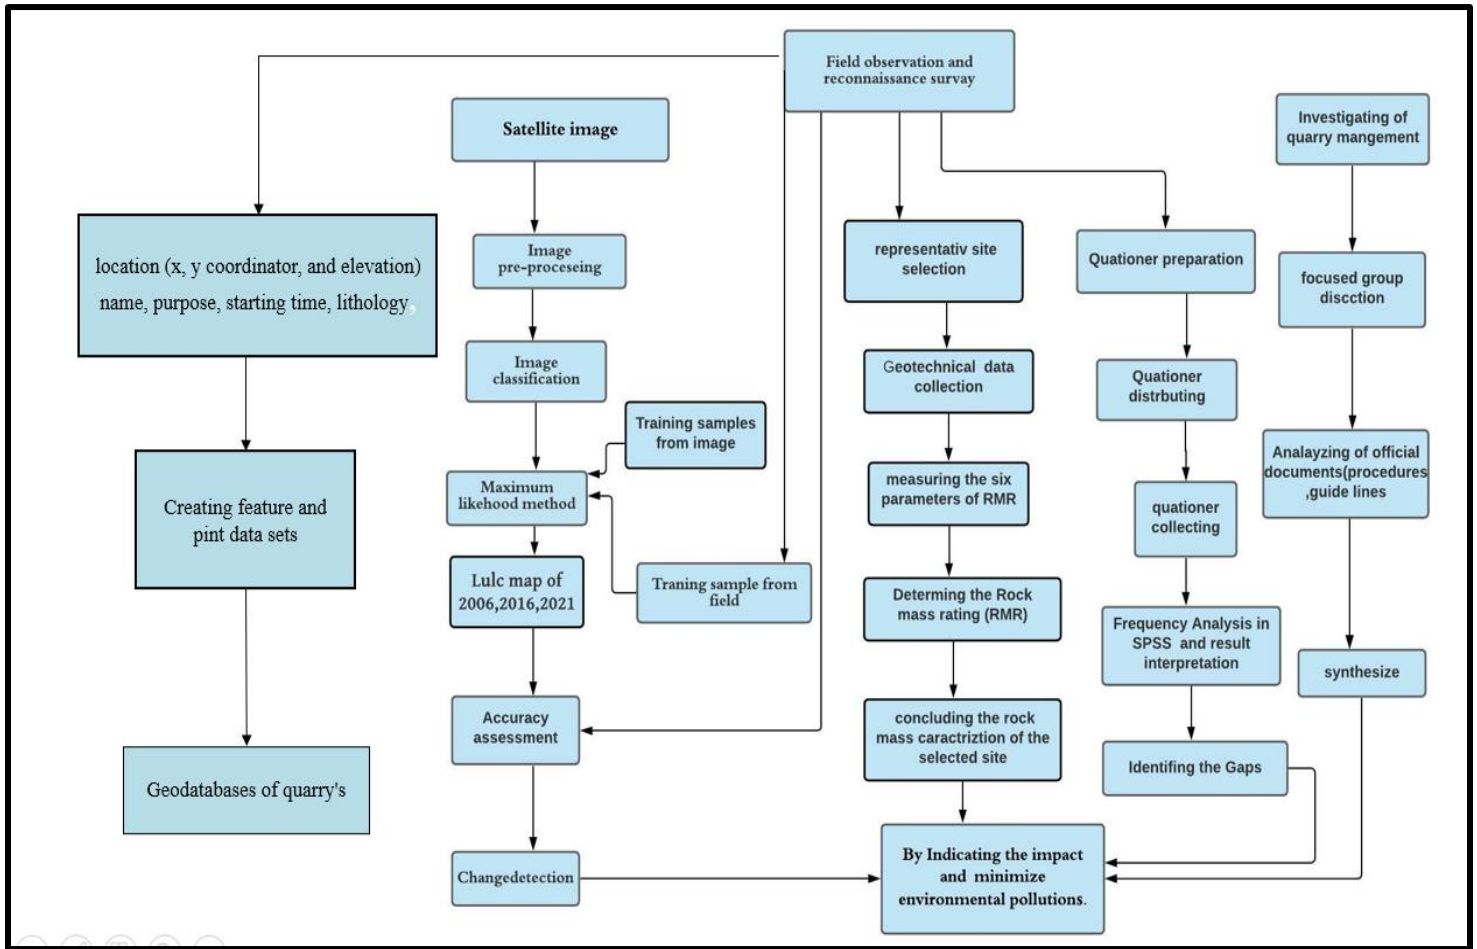 Field observation and
reconnaissance survay
Satellite image
Investigating of
quarry mangement
location (x, y coordinator, and elevation)
name, purpose, starting time, lithology,
Image
pre-proceseing
representativ site
selection
Quationer preparation
focused group
discction
Image
classification
Geotechnical data
collection
Quationer
distrbuting
Training samples
from image
Maximum
likehood method
measuring the six
parameters of RMR
quationer
collecting
Analayzing of official
documents(procedures
,guide lines
Creating feature and
pint data sets
Lulc map of
2006,2016,2021
Traning sample from
field
Determing the Rock
mass rating (RMR)
Frequency Analysis in
SPSS and result
interpretation
synthesize
Accuracy
assessment
concluding the rock
mass caractriztion of the
selected site
Identifing the Gaps
Geodatabases of quarry's
Changedetection
By Indicating the impact
and minimize
environmental pollutions.